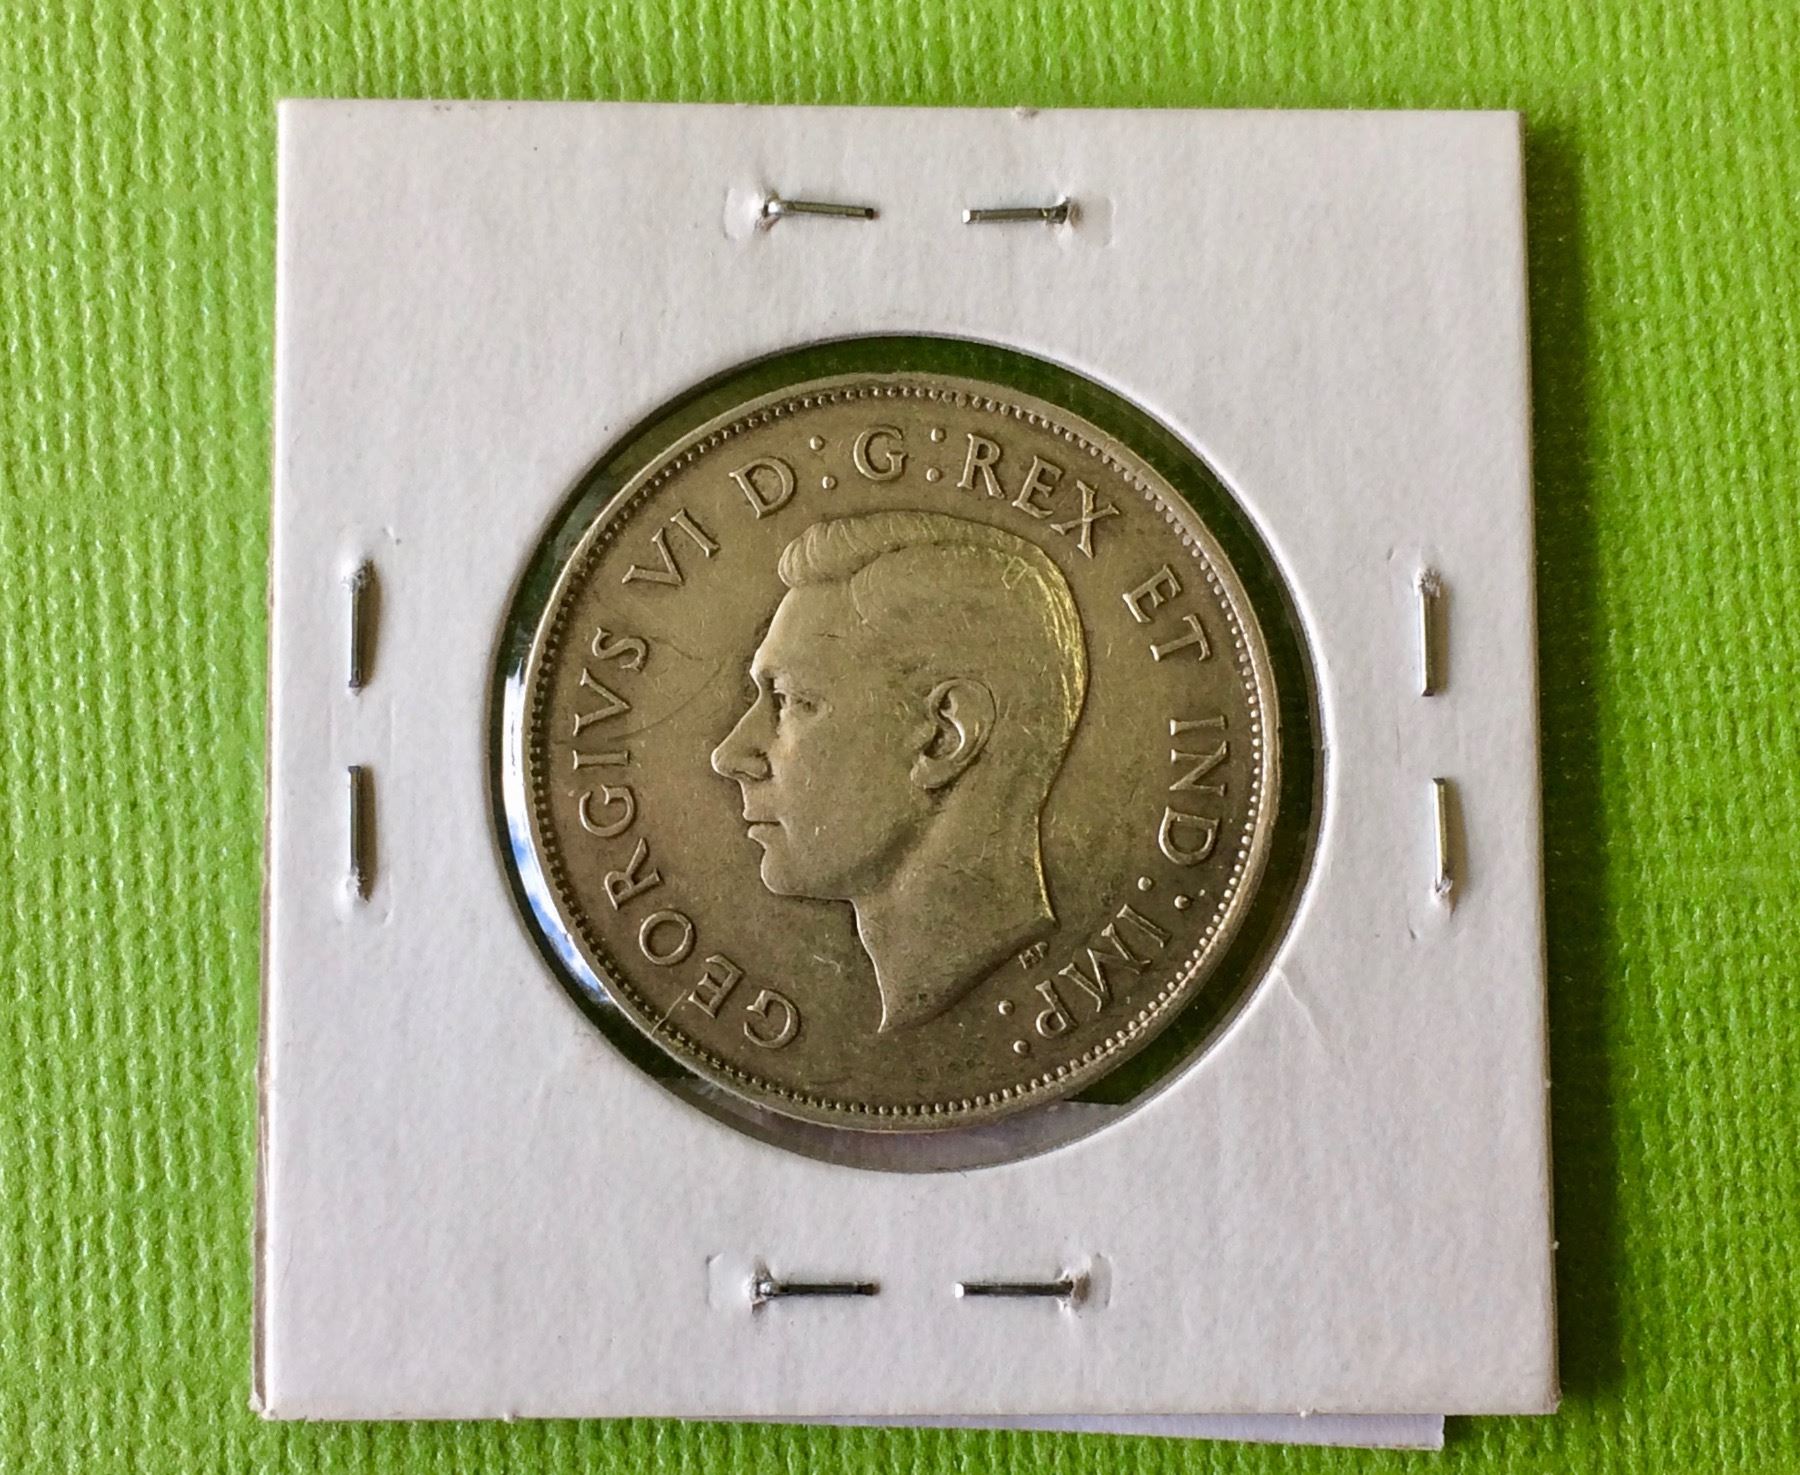 GEORGIVS VI D:G:REX ET IND:IMP:
HP